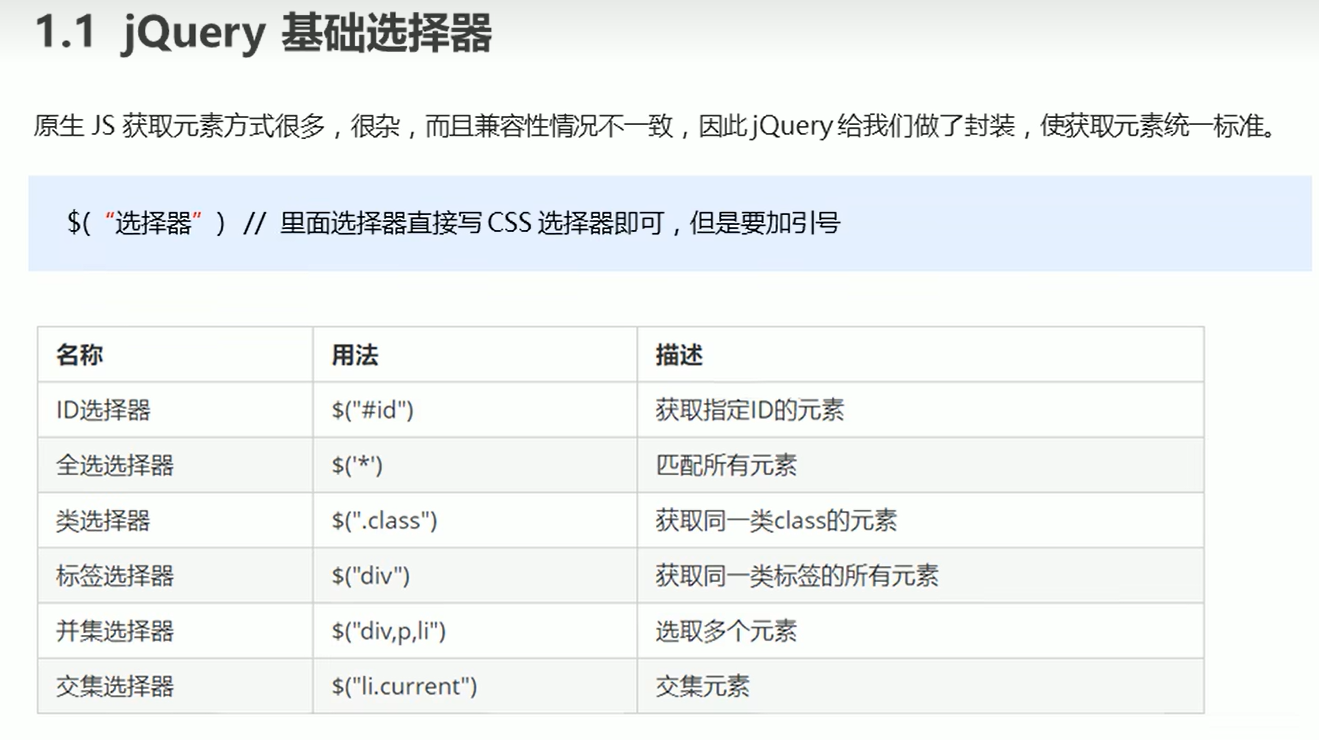 1.1 jQuery 基础选择器
原生 JS 获取元素方式很多，很杂，而且兼容性情况不一致，因此 jQuery 给我们做了封装，使获取元素统一标准。
$(“选择器”) // 里面选择器直接写 CSS 选择器即可，但是要加引号
名称 用法 描述
ID选择器 $("#id") 获取指定ID的元素
全选选择器 $('*') 匹配所有元素
类选择器 $(".class") 获取同一类class的元素
标签选择器 $("div") 获取同一类标签的所有元素
并集选择器 $("div,p,li") 选取多个元素
交集选择器 $("li.current") 交集元素